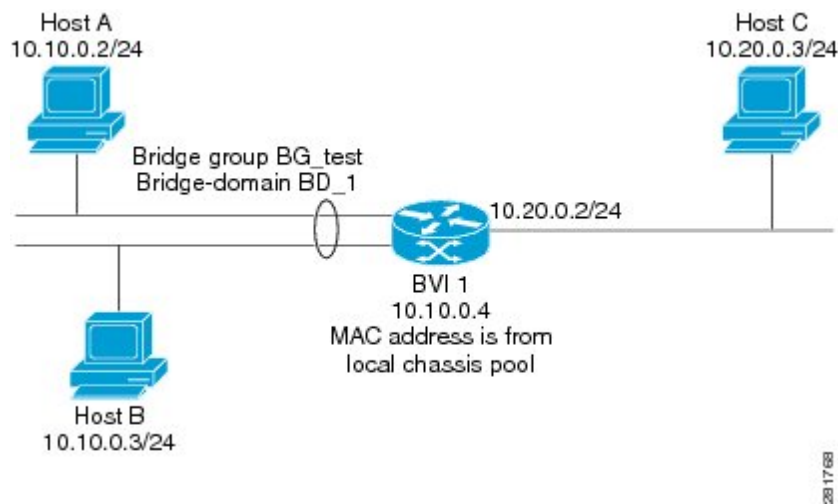 Host A
10.10.0.2/24
Host C
10.20.0.3/24
Bridge group BG_test
Bridge-domain BD_1
10.20.0.2/24
BVI 1
10.10.0.4
MAC address is from
local chassis pool
Host B
10.10.0.3/24
281768